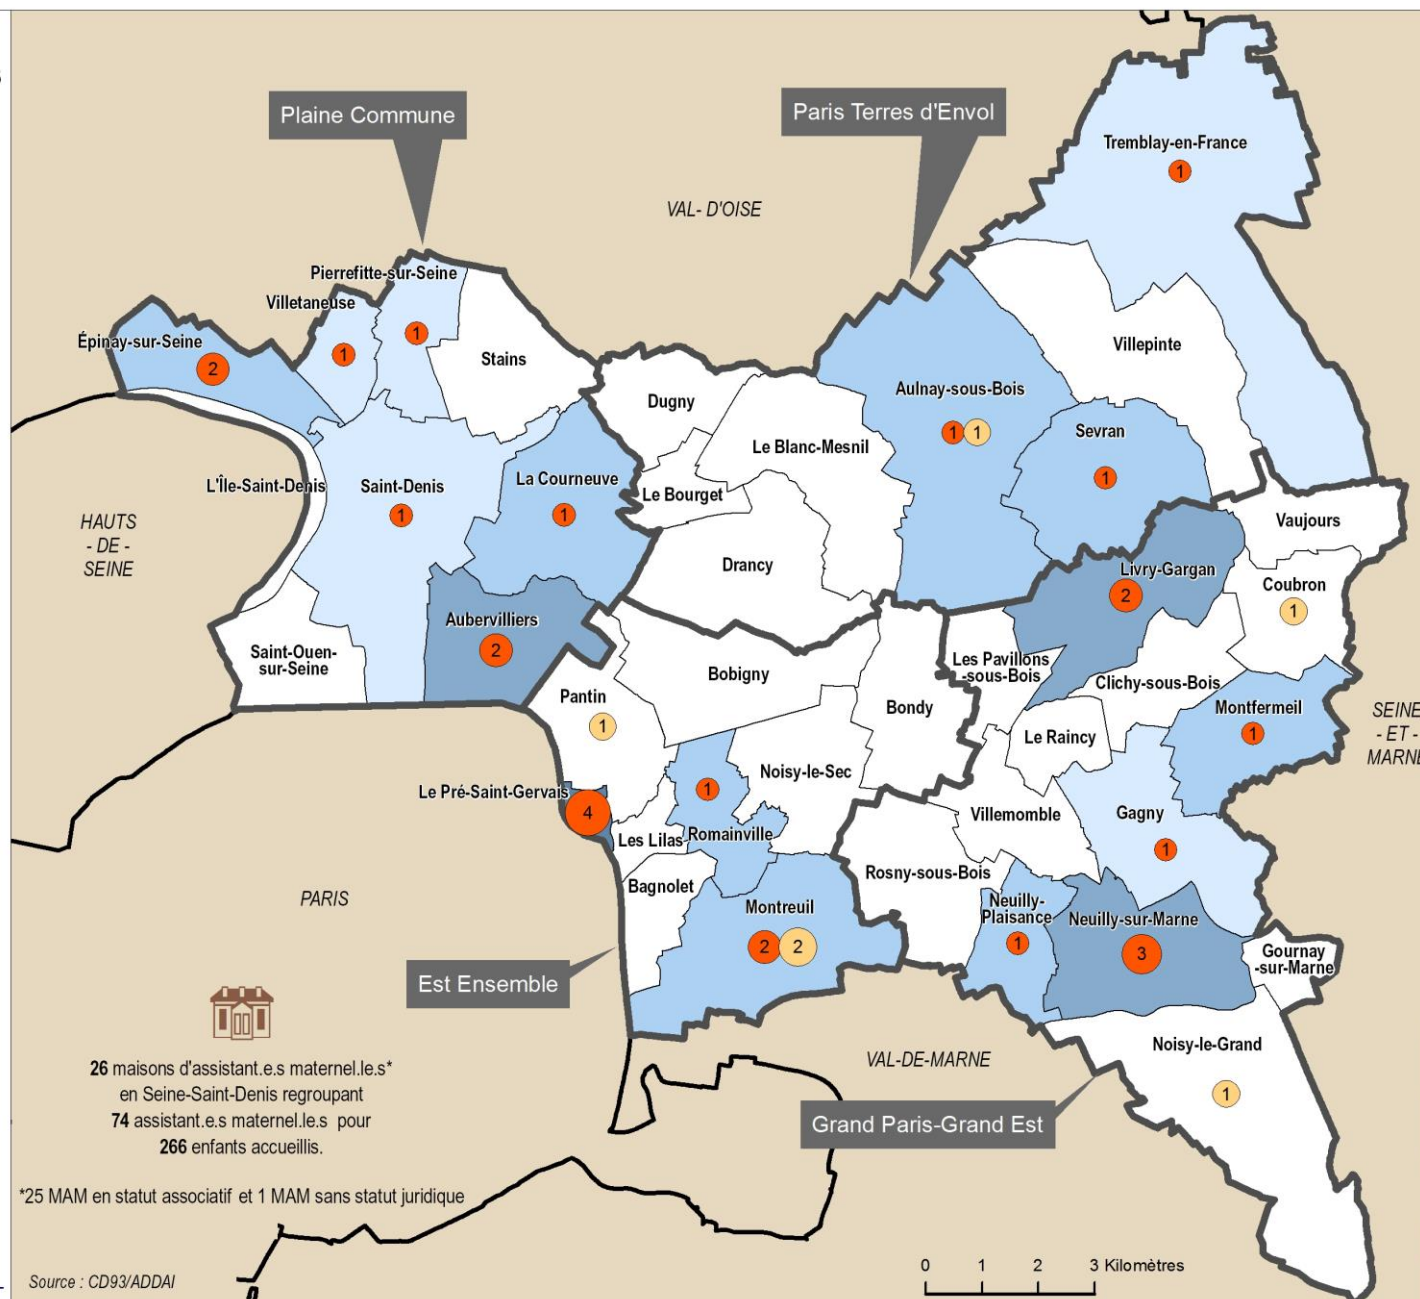 Plaine Commune
Paris Terres d'Envol
Tremblay-en-France
1
VAL- D'OISE
Pierrefitte-sur-Seine
1
Villetaneuse
1
Épinay-sur-Seine
2
Stains
Villepinte
Dugny
Aulnay-sous-Bois
1
1
Sevran
1
Le Blanc-Mesnil
L'Île-Saint-Denis
Saint-Denis
1
La Courneuve
1
Le Bourget
Vaujours
HAUTS
- DE -
SEINE
Drancy
Livry-Gargan
2
Coubron
1
Aubervilliers
2
Saint-Ouen-
sur-Seine
Bobigny
Les Pavillons
-sous-Bois
Clichy-sous-Bois
Pantin
1
Bondy
Montfermeil
1
SEINE
- ET -
MARNE
Le Raincy
Noisy-le-Sec
Le Pré-Saint-Gervais
4
1
Romainville
Les Lilas
Villemomble
Gagny
1
Rosny-sous-Bois
Bagnolet
PARIS
Montreuil
2
2
Neuilly-
Plaisance
1
Neuilly-sur-Marne
3
Gournay
-sur-Marne
Est Ensemble
Noisy-le-Grand
1
VAL-DE-MARNE
Grand Paris-Grand Est
26 maisons d'assistant.e.s maternel.le.s*
en Seine-Saint-Denis regroupant
74 assistant.e.s maternel.le.s pour
266 enfants accueillis.
*25 MAM en statut associatif et 1 MAM sans statut juridique
Source : CD93/ADDAI
0 1 2 3 Kilomètres